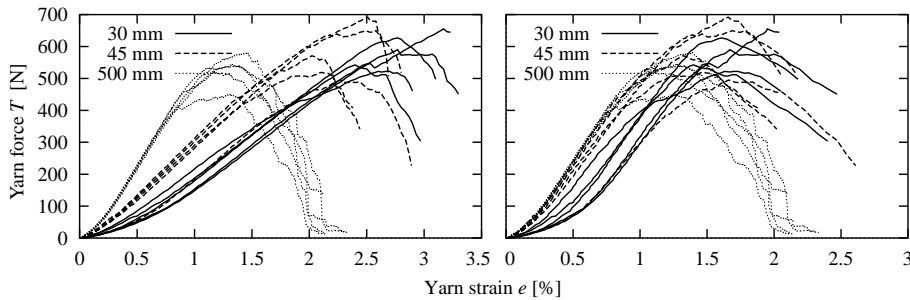 700
600
500
400
300
200
100
0
Yarn force T [N]
30 mm
45 mm
500 mm
0 0.5 1 1.5 2 2.5 3 3.5
30 mm
45 mm
500 mm
0 0.5 1 1.5 2 2.5 3
Yarn strain e [%]